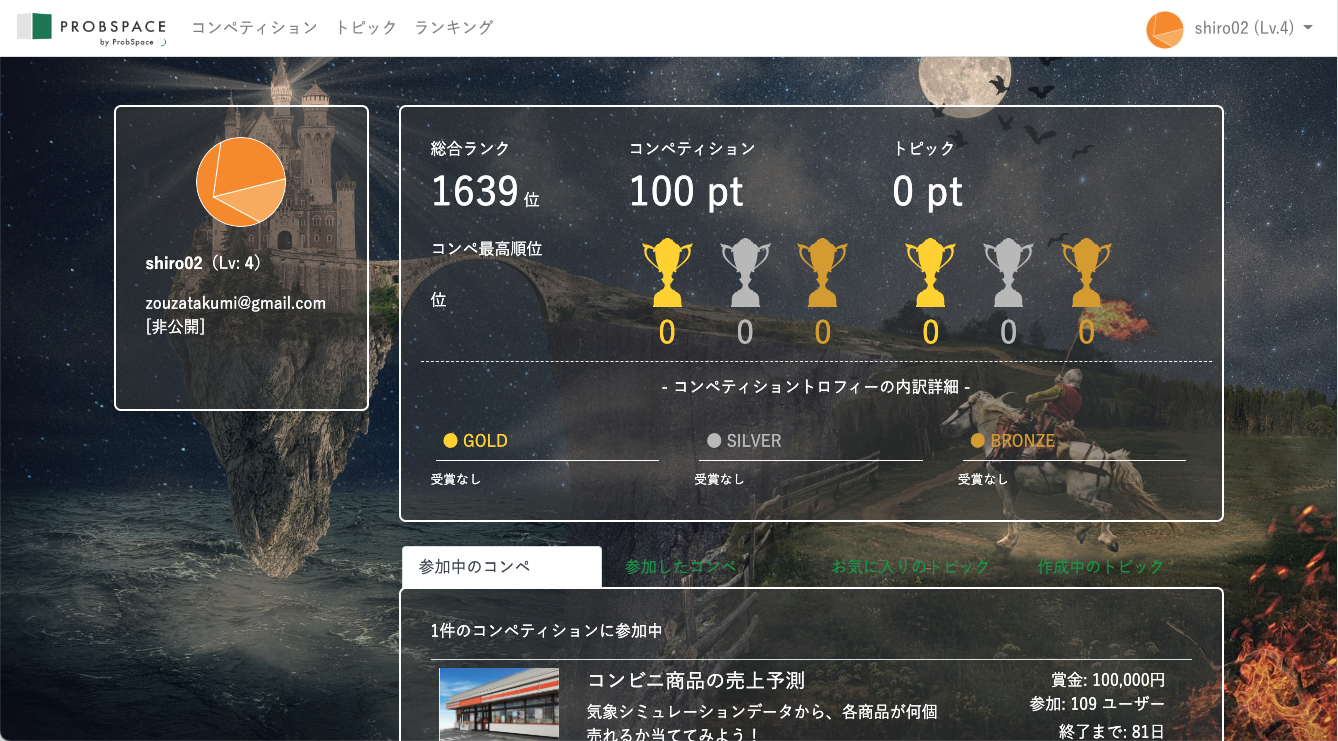 PROBSPACE
by ProbSpace
コンペティション トピック ランキング
shiro02 (Lv.4)
shiro02（Lv: 4）
zouzatakumi@gmail.com
[非公開]
総合ランク
1639 位
コンペティション
100 pt
トピック
0 pt
コンペ最高順位
位
0 0 0
0 0 0
- コンペティショントロフィーの内訳詳細 -
GOLD
受賞なし
SILVER
受賞なし
BRONZE
受賞なし
参加中のコンペ 参加したコンペ お気に入りのトピック 作成中のトピック
1件のコンペティションに参加中
コンビニ商品の売上予測
気象シミュレーションデータから、各商品が何個
売れるか当ててみよう！
賞金: 100,000円
参加: 109 ユーザー
終了まで: 81日